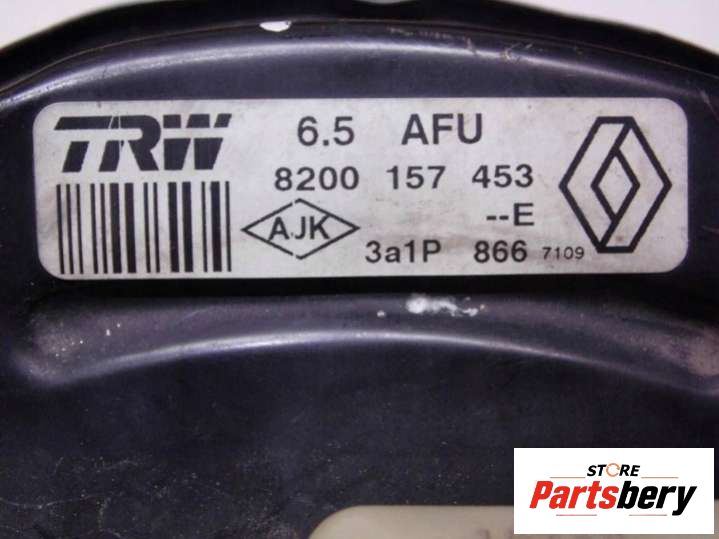 TRW 6.5 AFU
8200 157 453
--E
AJK
3a1P 866 7109
STORE
Partsbery